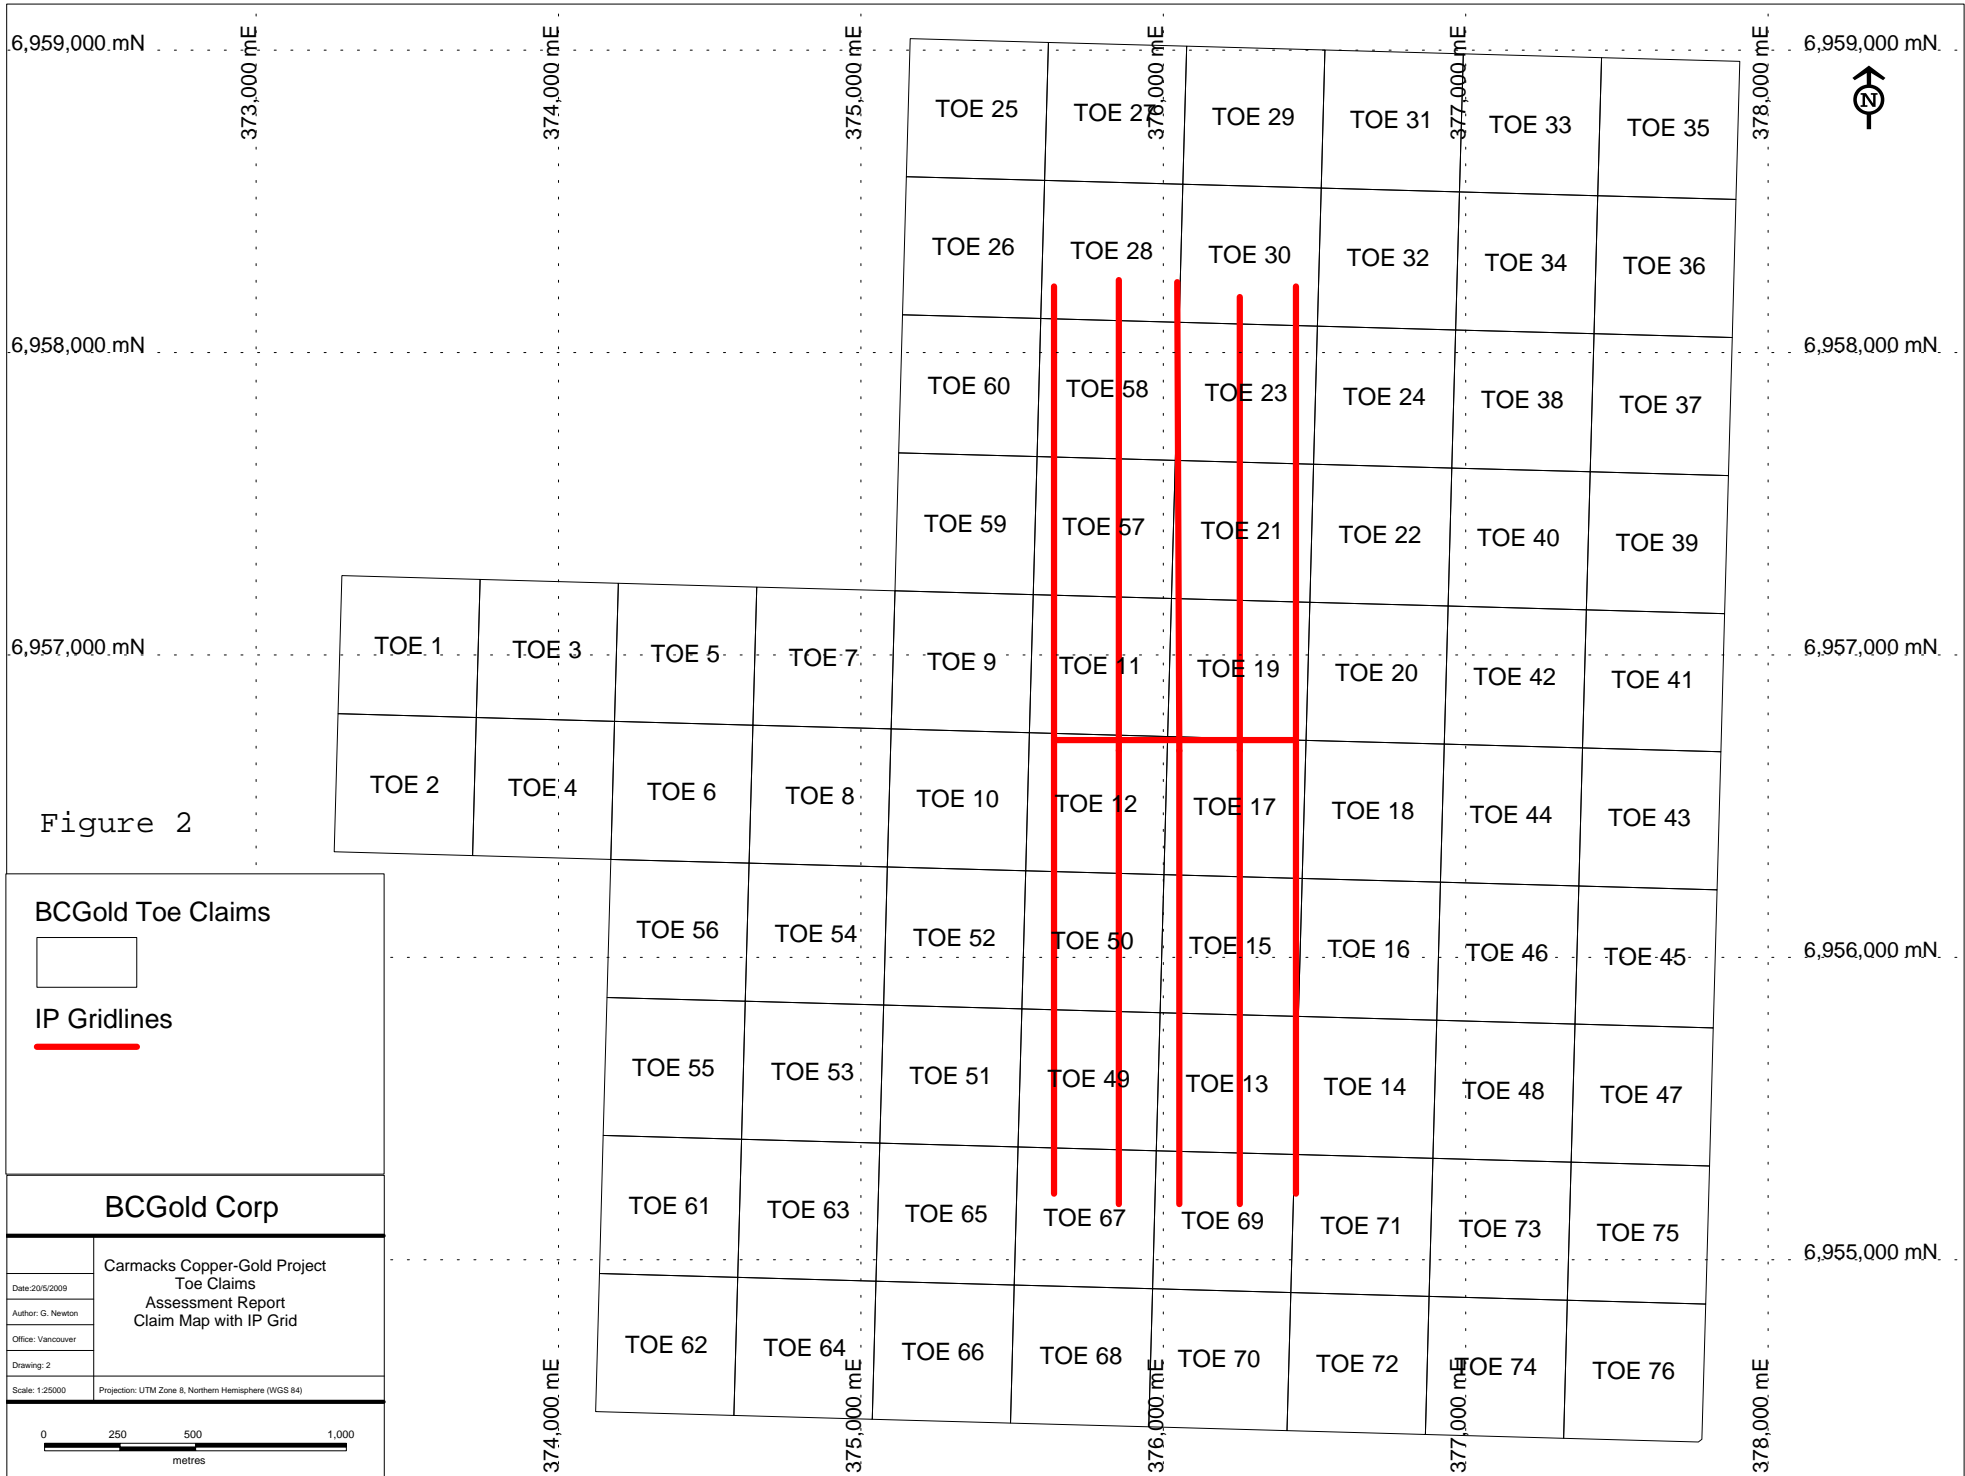 373,000 mE
374,000 mE
375,000 mE
376,000 mE
377,000 mE
378,000 mE
6,959,000 mN
6,959,000 mN
N
TOE 25 TOE 27 TOE 29 TOE 31 TOE 33 TOE 35
TOE 26 TOE 28 TOE 30 TOE 32 TOE 34 TOE 36
6,958,000 mN
6,958,000 mN
TOE 60 TOE 58 TOE 23 TOE 24 TOE 38 TOE 37
TOE 59 TOE 57 TOE 21 TOE 22 TOE 40 TOE 39
6,957,000 mN
6,957,000 mN
TOE 1 TOE 3 TOE 5 TOE 7 TOE 9 TOE 11 TOE 19 TOE 20 TOE 42 TOE 41
TOE 2 TOE 4 TOE 6 TOE 8 TOE 10 TOE 12 TOE 17 TOE 18 TOE 44 TOE 43
Figure 2
TOE 56 TOE 54 TOE 52 TOE 50 TOE 15 TOE 16 TOE 46 TOE 45
6,956,000 mN
TOE 55 TOE 53 TOE 51 TOE 49 TOE 13 TOE 14 TOE 48 TOE 47
TOE 61 TOE 63 TOE 65 TOE 67 TOE 69 TOE 71 TOE 73 TOE 75
6,955,000 mN
TOE 62 TOE 64 TOE 66 TOE 68 TOE 70 TOE 72 TOE 74 TOE 76
374,000 mE
375,000 mE
376,000 mE
377,000 mE
378,000 mE
BCGold Toe Claims
IP Gridlines
BCGold Corp
Carmacks Copper-Gold Project
Toe Claims
Assessment Report
Claim Map with IP Grid
Date:20/5/2009
Author: G. Newton
Office: Vancouver
Drawing: 2
Scale: 1:25000
Projection: UTM Zone 8, Northern Hemisphere (WGS 84)
0 250 500 1,000
metres